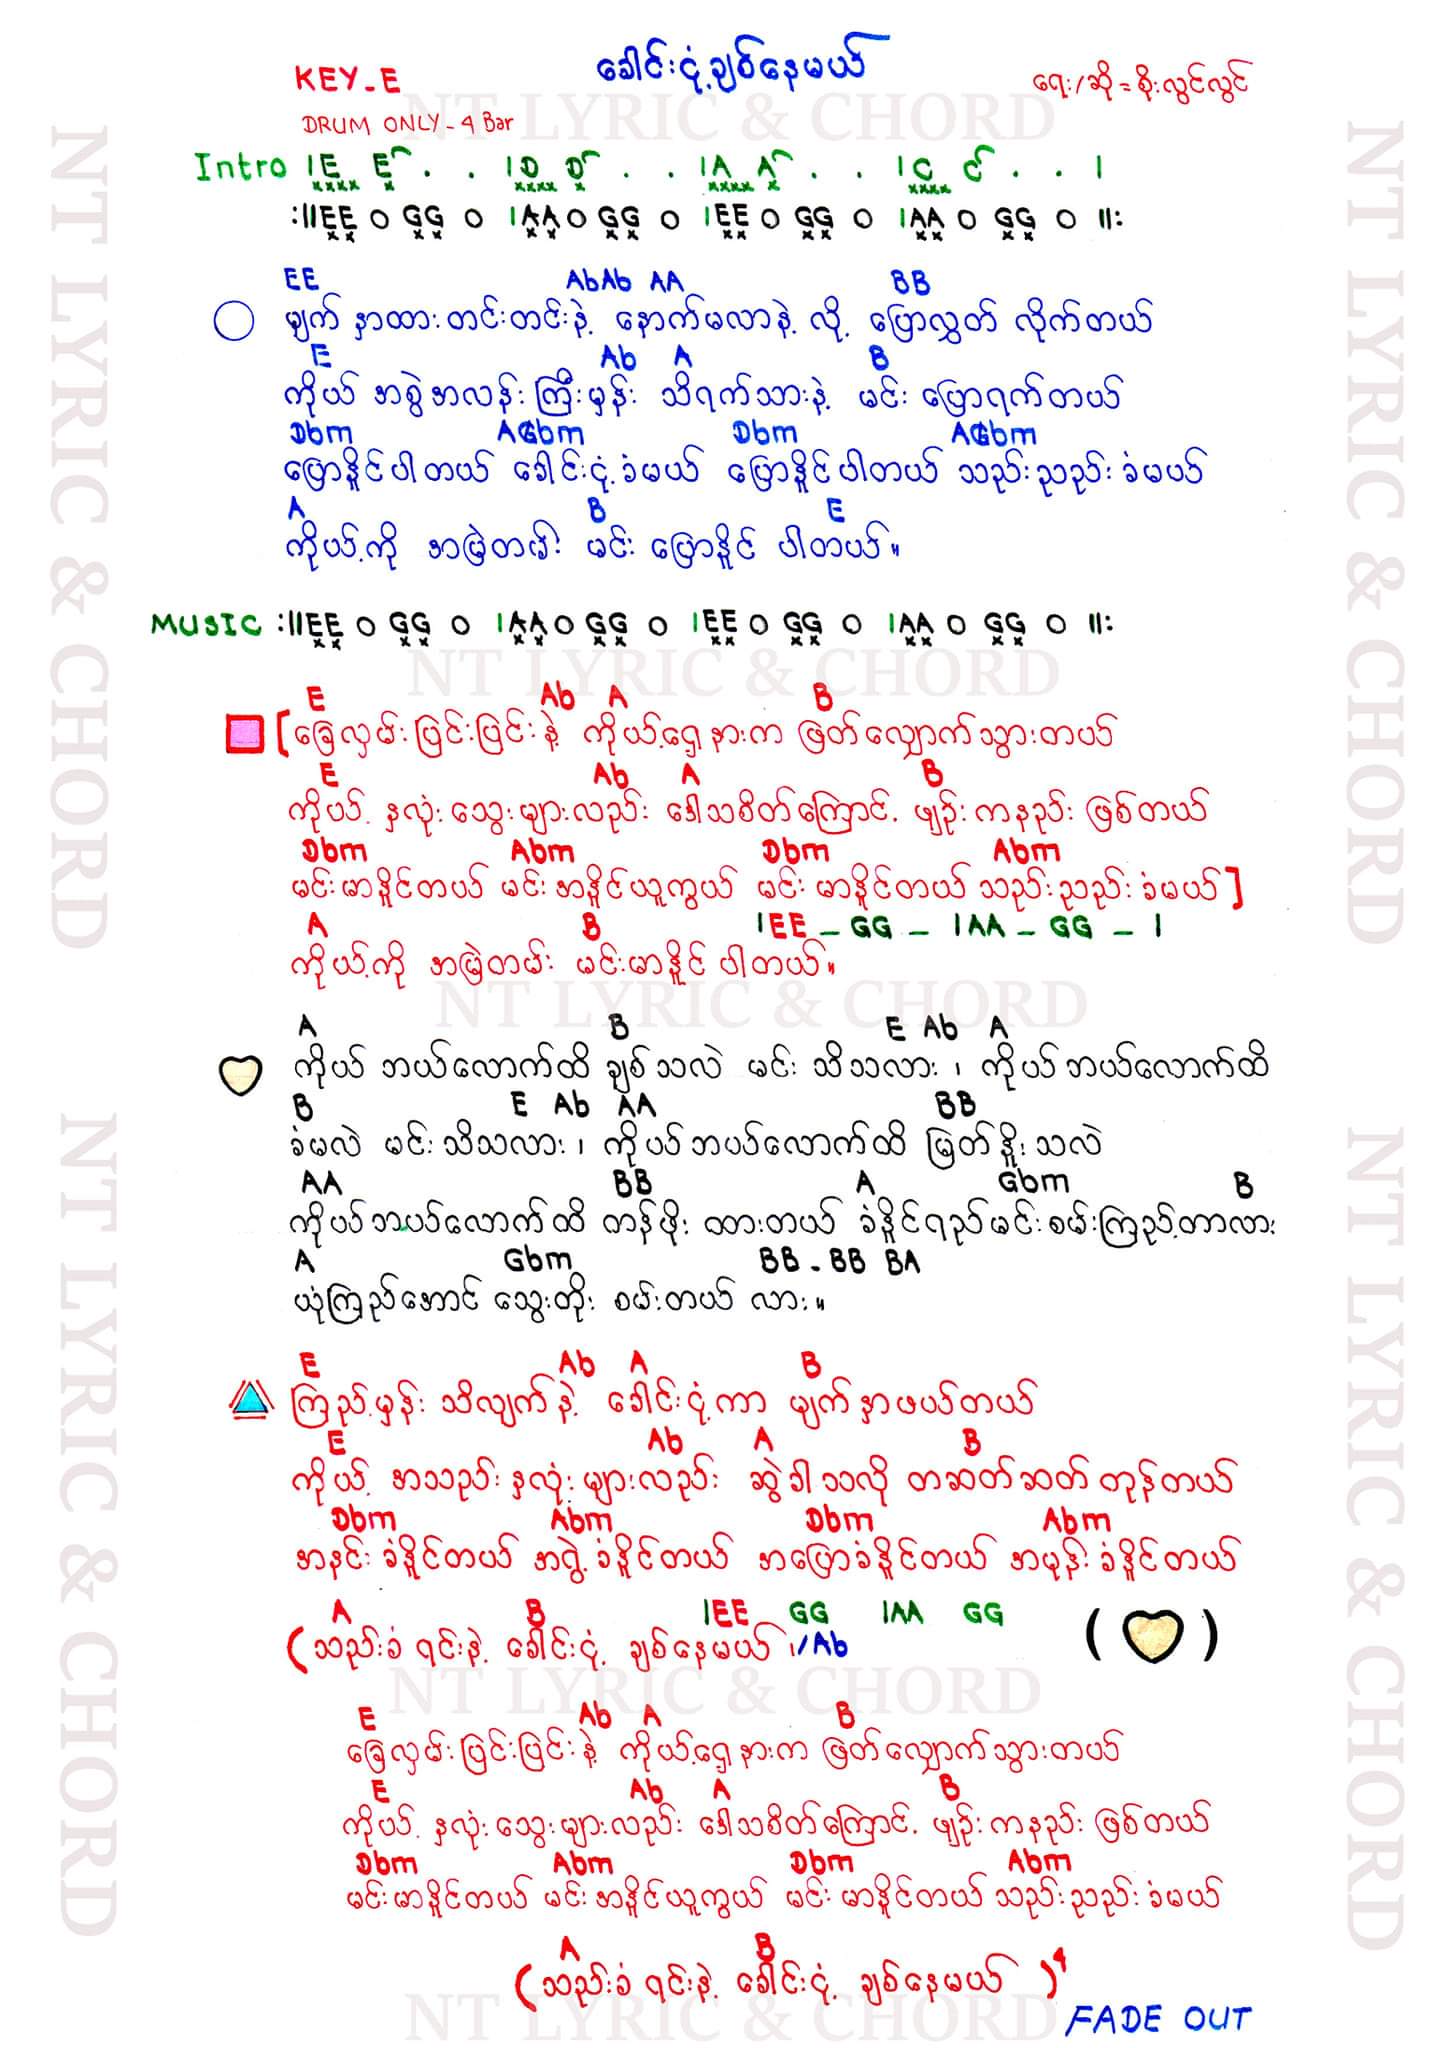 ခေါင်းငုံ့ချစ်နေမယ်
KEY_E
ရေး/ဆို = စိုးလွင်လွင်
DRUM ONLY - 4 Bar
Intro |E E . . |D D . . |A A . . |C C . . |
:||EE O GG O |AA O GG O |EE O GG O |AA O GG O ||:
EE AbAb AA BB
မျက်နှာထားတင်းတင်းနဲ့ နောက်မလာနဲ့ လို့ ပြောလွှတ် လိုက်တယ်
E Ab A B
ကိုယ် အစွဲအလန်းကြီးမှန်း သိရက်သားနဲ့ မင်း ပြောရက်တယ်
Dbm AGbm Dbm AGbm
ပြောနိူင်ပါတယ် ခေါင်းငုံ့ခံမယ် ပြောနိူင်ပါတယ် သည်းညည်းခံမယ်
A B E
ကိုယ့်ကို အမြဲတမ်း မင်း ပြောနိူင် ပါတယ်။
MUSIC :||EE O GG O |AA O GG O |EE O GG O |AA O GG O ||:
E Ab A B
[ခြေလှမ်းပြင်းပြင်းနဲ့ ကိုယ့်ရှေ့နားက ဖြတ်လျှောက်သွားတယ်
E Ab A B
ကိုယ့် နှလုံးသွေးများလည်း ဒေါသစိတ်ကြောင့် ဖျဉ်းကနည်းဖြစ်တယ်
Dbm Abm Dbm Abm
မင်းမာနိူင်တယ် မင်းအနိူင်ယူကွယ် မင်းမာနိူင်တယ် သည်းညည်းခံမယ်]
A B |EE _ GG _ |AA _ GG _ |
ကိုယ့်ကို အမြဲတမ်း မင်းမာနိူင် ပါတယ်။
A B E Ab A
ကိုယ် ဘယ်လောက်ထိ ချစ်သလဲ မင်း သိသလား ၊ ကိုယ်ဘယ်လောက်ထိ
B E Ab AA BB
ခံမလဲ မင်းသိသလား ၊ ကိုယ်ဘယ်လောက်ထိ မြတ်နိူးသလဲ
AA BB A Gbm B
ကိုယ်ဘယ်လောက်ထိ တန်ဖိုး ထားတယ် ခံနိူင်ရည်မင်းစမ်းကြည့်တာလား
A Gbm BB - BB BA
ယုံကြည်အောင် သွေးတိုး စမ်းတယ် လား။
E Ab A B
ကြည့်မှန်း သိလျက်နဲ့ ခေါင်းငုံ့ကာ မျက်နှာဖယ်တယ်
E Ab A B
ကိုယ့် အသည်းနှလုံးများလည်း ဆွဲခါသလို တဆတ်ဆတ် တုန်တယ်
Dbm Abm Dbm Abm
အနင်းခံနိူင်တယ် အရွဲ့ခံနိူင်တယ် အပြောခံနိူင်တယ် အမုန်းခံနိူင်တယ်
A B |EE GG |AA GG
(သည်းခံရင်းနဲ့ ခေါင်းငုံ့ ချစ်နေမယ် ၊/Ab ( )
E Ab A B
ခြေလှမ်းပြင်းပြင်းနဲ့ ကိုယ့်ရှေ့နားက ဖြတ်လျှောက်သွားတယ်
E Ab A B
ကိုယ့် နှလုံးသွေးများလည်း ဒေါသစိတ်ကြောင့် ဖျဉ်းကနည်းဖြစ်တယ်
Dbm Abm Dbm Abm
မင်းမာနိူင်တယ် မင်းအနိူင်ယူကွယ် မင်းမာနိူင်တယ် သည်းညည်းခံမယ်
A B
(သည်းခံရင်းနဲ့ ခေါင်းငုံ့ ချစ်နေမယ် )4
FADE OUT
NT LYRIC & CHORD
NT LYRIC & CHORD
NT LYRIC & CHORD
NT LYRIC & CHORD
NT LYRIC & CHORD
NT LYRIC & CHORD
NT LYRIC & CHORD
NT LYRIC & CHORD
NT LYRIC & CHORD